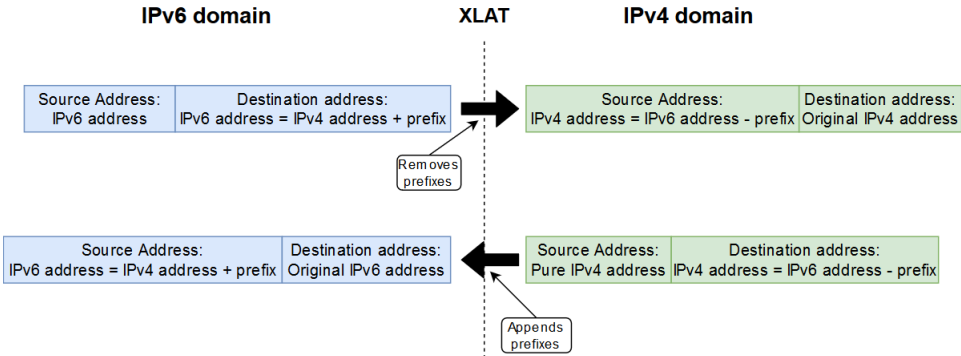 IPv6 domain
XLAT
IPv4 domain
Source Address:
IPv6 address
Destination address:
IPv6 address = IPv4 address + prefix
Source Address:
IPv4 address = IPv6 address - prefix
Destination address:
Original IPv4 address
Removes
prefixes
Source Address:
IPv6 address = IPv4 address + prefix
Destination address:
Original IPv6 address
Source Address:
Pure IPv4 address
Destination address:
IPv4 address = IPv6 address - prefix
Appends
prefixes